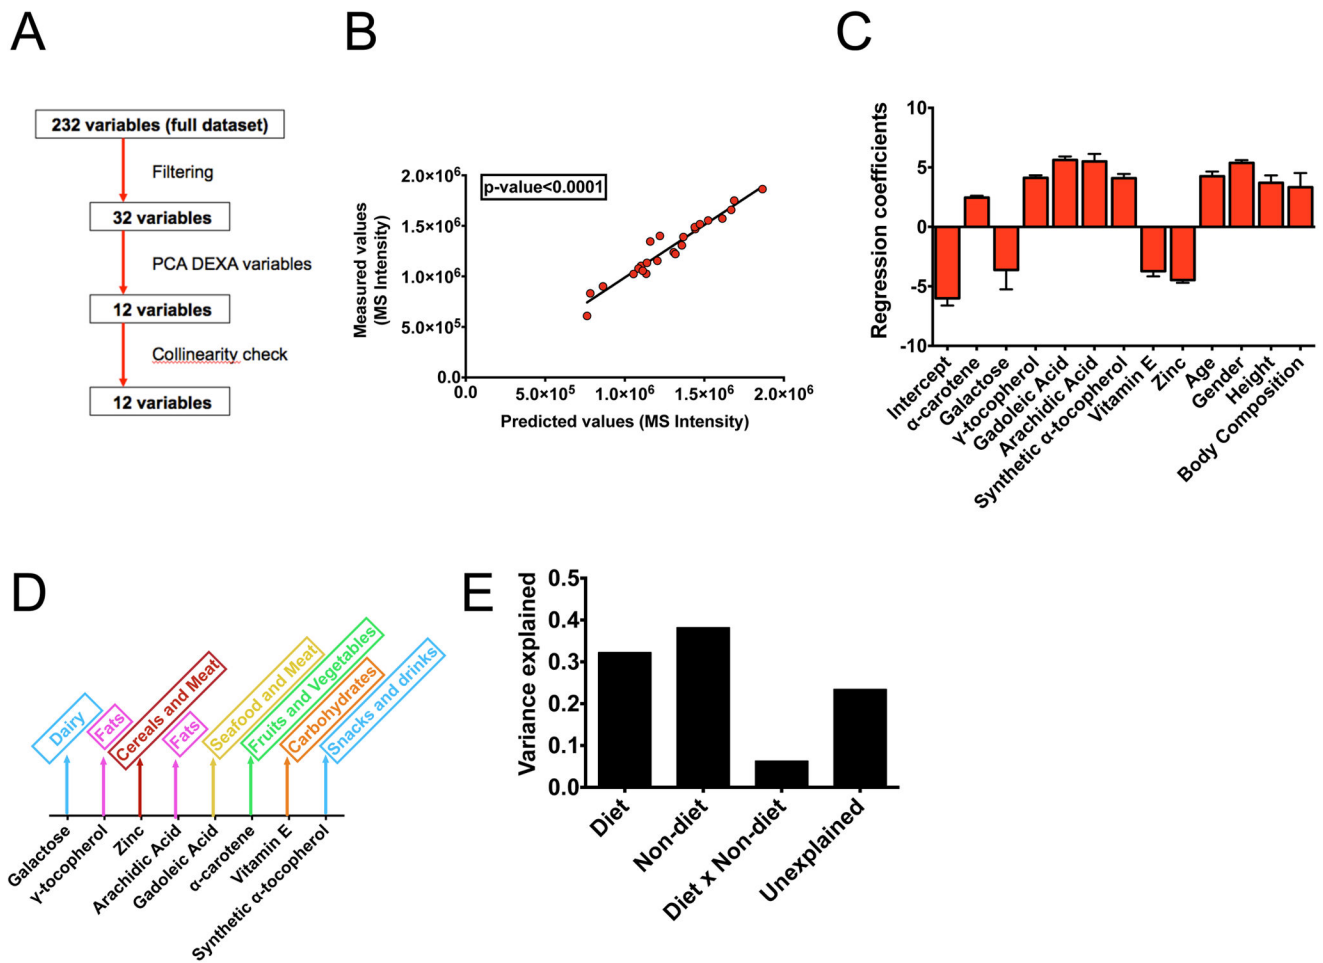 A
232 variables (full dataset)
Filtering
32 variables
PCA DEXA variables
12 variables
Collinearity check
12 variables
B
p-value<0.0001
Measured values
(MS Intensity)
2.0×10⁶
1.5×10⁶
1.0×10⁶
5.0×10⁵
0.0
0.0
5.0×10⁵
1.0×10⁶
1.5×10⁶
2.0×10⁶
Predicted values (MS Intensity)
C
Regression coefficients
10
5
0
-5
-10
Intercept
α-carotene
Galactose
γ-tocopherol
Gadoleic Acid
Arachidic Acid
Synthetic α-tocopherol
Vitamin E
Zinc
Age
Gender
Height
Body Composition
D
Dairy
Fats
Cereals and Meat
Fats
Seafood and Meat
Fruits and Vegetables
Carbohydrates
Snacks and drinks
Galactose
γ-tocopherol
Zinc
Arachidic Acid
Gadoleic Acid
α-carotene
Vitamin E
Synthetic α-tocopherol
E
Variance explained
0.5
0.4
0.3
0.2
0.1
0.0
Diet
Non-diet
Diet x Non-diet
Unexplained